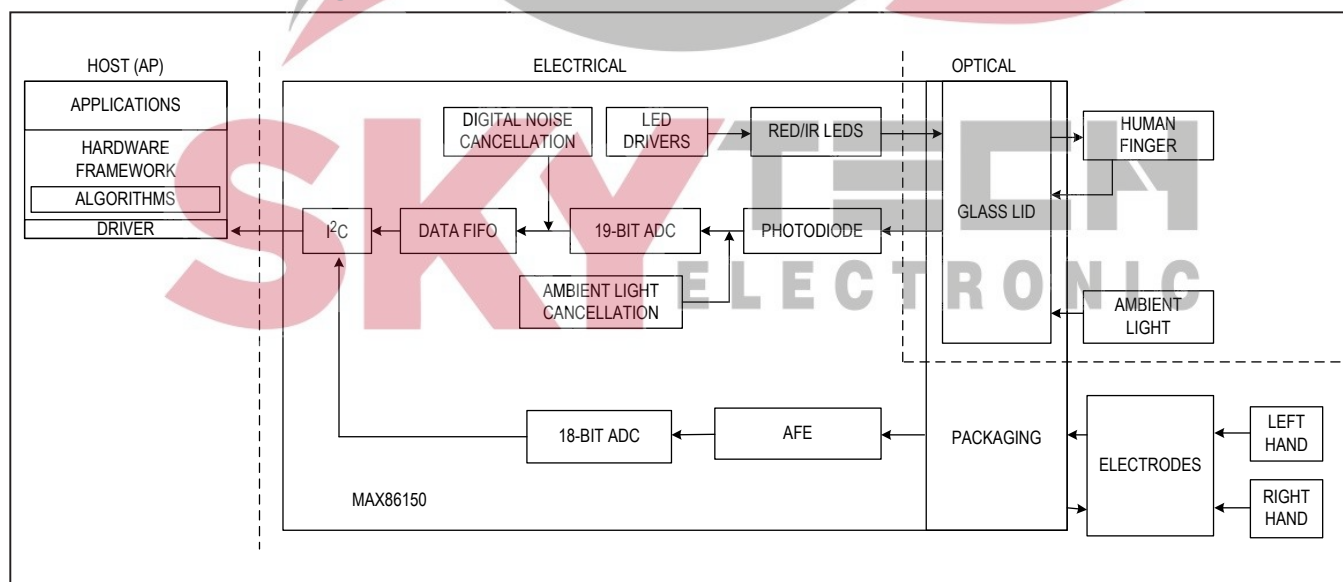 HOST (AP)
ELECTRICAL
OPTICAL
APPLICATIONS
HARDWARE
FRAMEWORK
ALGORITHMS
DRIVER
DIGITAL NOISE
CANCELLATION
LED
DRIVERS
RED/IR LEDS
HUMAN
FINGER
I²C
DATA FIFO
19-BIT ADC
PHOTODIODE
GLASS LID
AMBIENT LIGHT
CANCELLATION
AMBIENT
LIGHT
18-BIT ADC
AFE
PACKAGING
ELECTRODES
LEFT
HAND
RIGHT
HAND
MAX86150
SKY TECH
ELECTRONIC